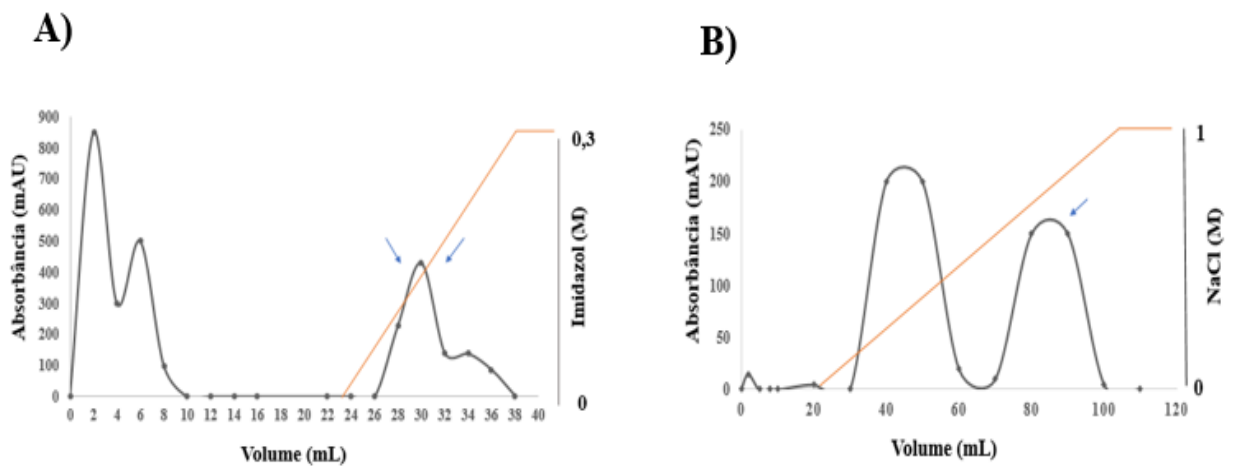 A)
Absorbância (mAU)
900
800
700
600
500
400
300
200
100
0
0 2 4 6 8 10 12 14 16 18 20 22 24 26 28 30 32 34 36 38 40
Volume (mL)
0,3
Imidazol (M)
0
B)
Absorbância (mAU)
250
200
150
100
50
0
0 20 40 60 80 100 120
Volume (mL)
1
NaCl (M)
0